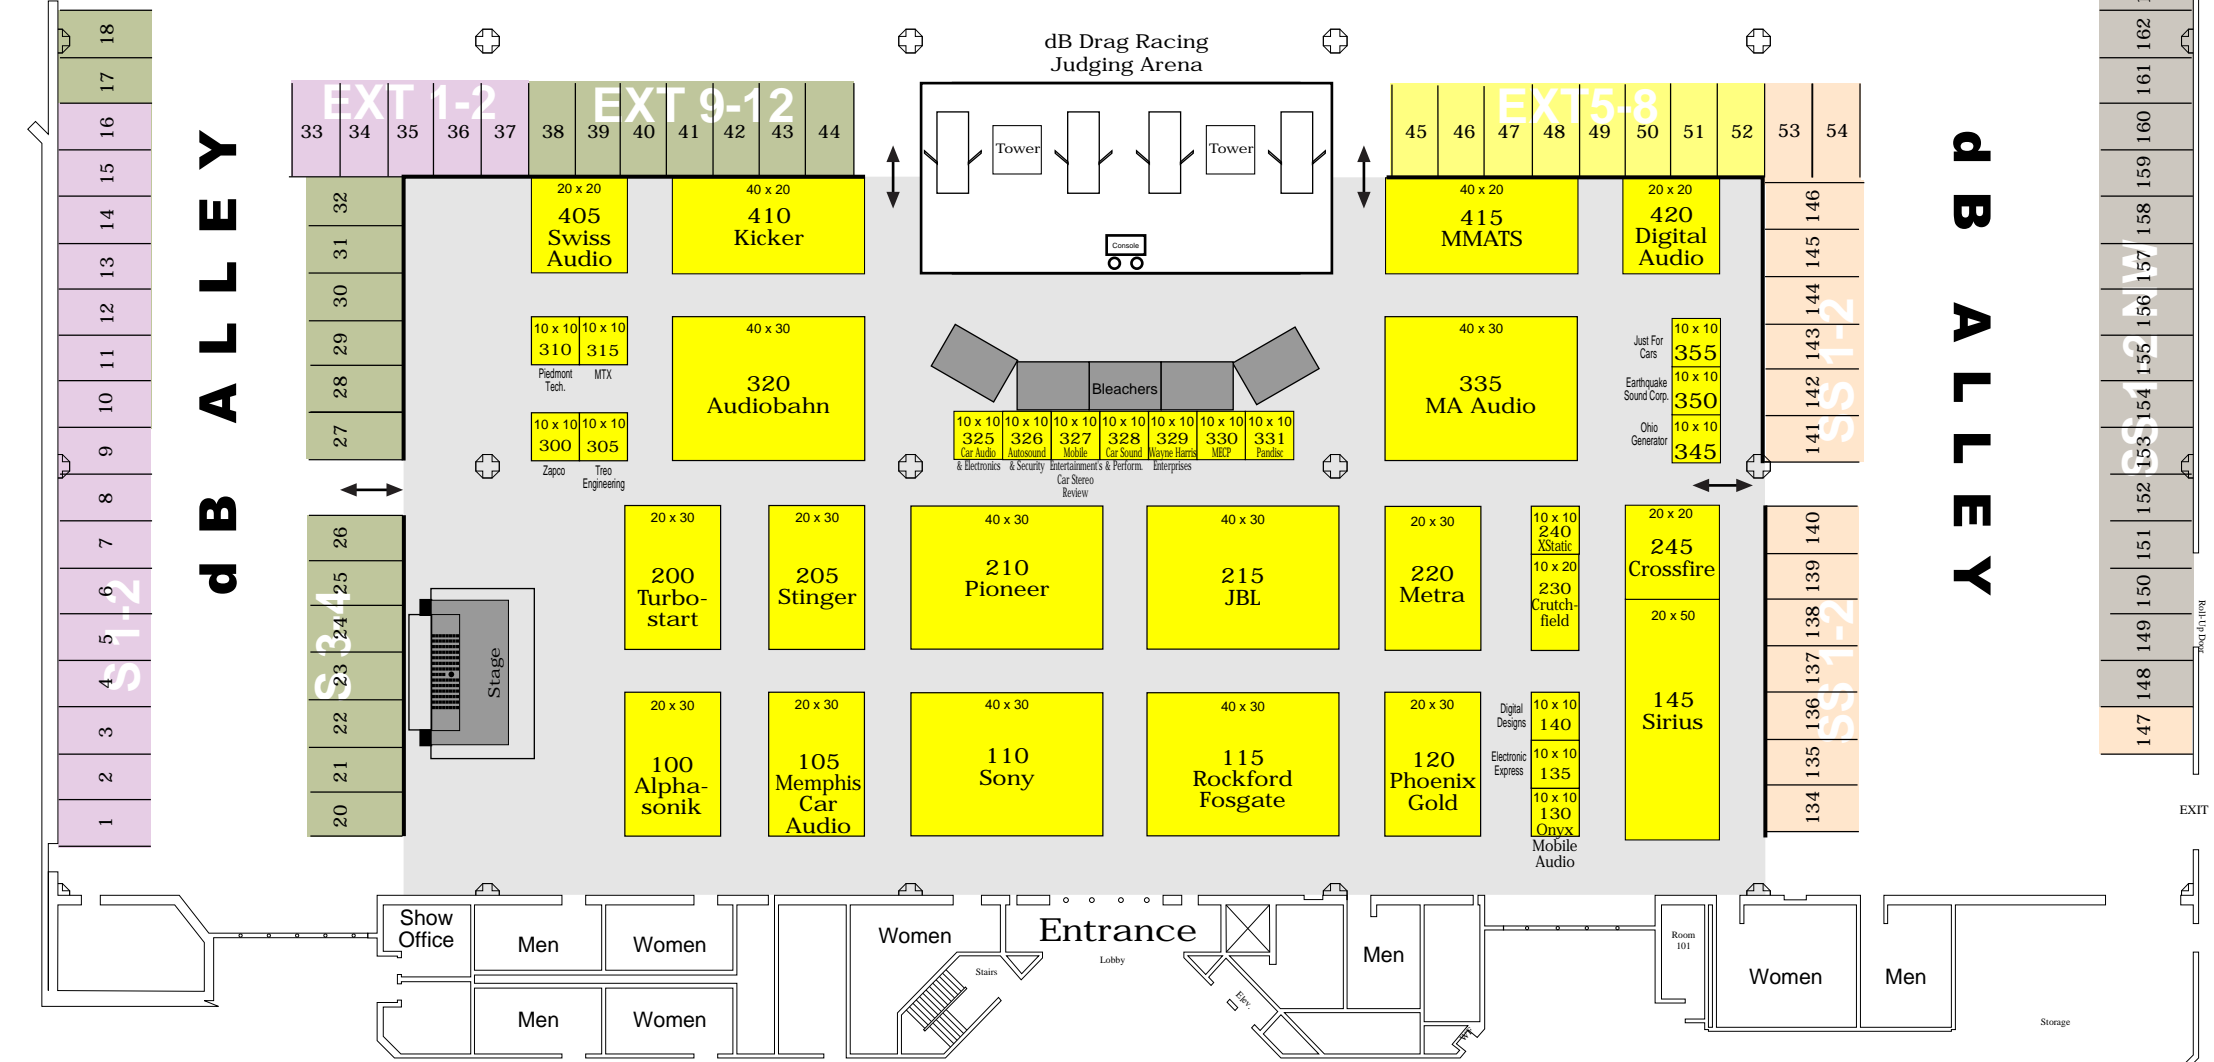 dB Drag Racing
Judging Arena
18
17
16
15
14
13
12
11
10
9
8
7
6
5
4
3
2
1
S 1-2
dB ALLEY
EXT 1-2
33 34 35 36 37
EXT 9-12
38 39 40 41 42 43 44
EXT5-8
45 46 47 48 49 50 51 52
53 54
32
31
30
29
28
27
26
25
24
23
22
21
20
S 3-4
Tower
Tower
Console
20 x 20
405
Swiss
Audio
40 x 20
410
Kicker
40 x 20
415
MMATS
20 x 20
420
Digital
Audio
10 x 10
310
Piedmont
Tech.
10 x 10
315
MTX
40 x 30
320
Audiobahn
Bleachers
40 x 30
335
MA Audio
Just For
Cars
10 x 10
355
Earthquake
Sound Corp.
10 x 10
350
Ohio
Generator
10 x 10
345
10 x 10
300
Zapco
10 x 10
305
Treo
Engineering
10 x 10
325
Car Audio
& Electronics
10 x 10
326
Autosound
& Security
10 x 10
327
Mobile
Entertainment's
Car Stereo
Review
10 x 10
328
Car Sound
& Perform.
10 x 10
329
Wayne Harris
Enterprises
10 x 10
330
MECP
10 x 10
331
Pandisc
20 x 30
200
Turbo-
start
20 x 30
205
Stinger
40 x 30
210
Pioneer
40 x 30
215
JBL
20 x 30
220
Metra
10 x 10
240
XStatic
10 x 20
230
Crutch-
field
20 x 20
245
Crossfire
20 x 50
145
Sirius
Stage
20 x 30
100
Alpha-
sonik
20 x 30
105
Memphis
Car
Audio
40 x 30
110
Sony
40 x 30
115
Rockford
Fosgate
20 x 30
120
Phoenix
Gold
Digital
Designs
10 x 10
140
Electronic
Express
10 x 10
135
10 x 10
130
Onyx
Mobile
Audio
146
145
144
143
142
141
SS 1-2
140
139
138
137
136
135
134
SS 1-2
dB ALLEY
162
161
160
159
158
157
156
155
154
153
152
151
150
149
148
147
SS1-2 NW
Roll-Up Door
EXIT
Show
Office
Men
Women
Men
Women
Women
Stairs
Entrance
Lobby
Elev.
Men
Room
101
Women
Men
Storage